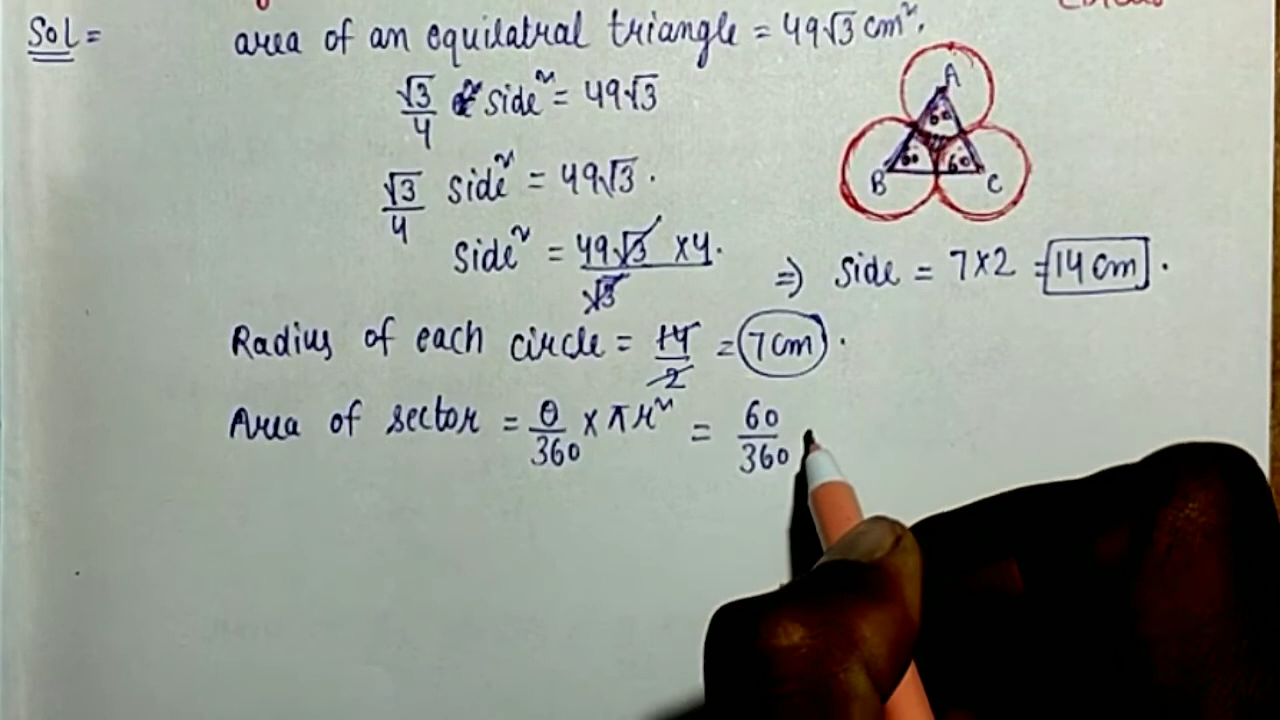 Sol =
area of an equilatral triangle = 49√3 cm².
√3/4 side² = 49√3
√3/4 side² = 49√3.
side² = 49√3 × 4. / √3
⇒ side = 7×2 = 14 cm.
Radius of each circle = 14/2 = 7cm.
Area of sector = θ/360 × πr² = 60/360
A
60
B
60
60
C